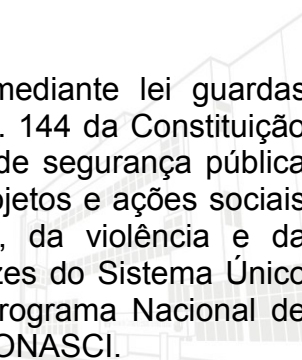 mediante lei guardas
. 144 da Constituição
de segurança pública
ojetos e ações sociais
, da violência e da
zes do Sistema Único
rograma Nacional de
ONASCI.